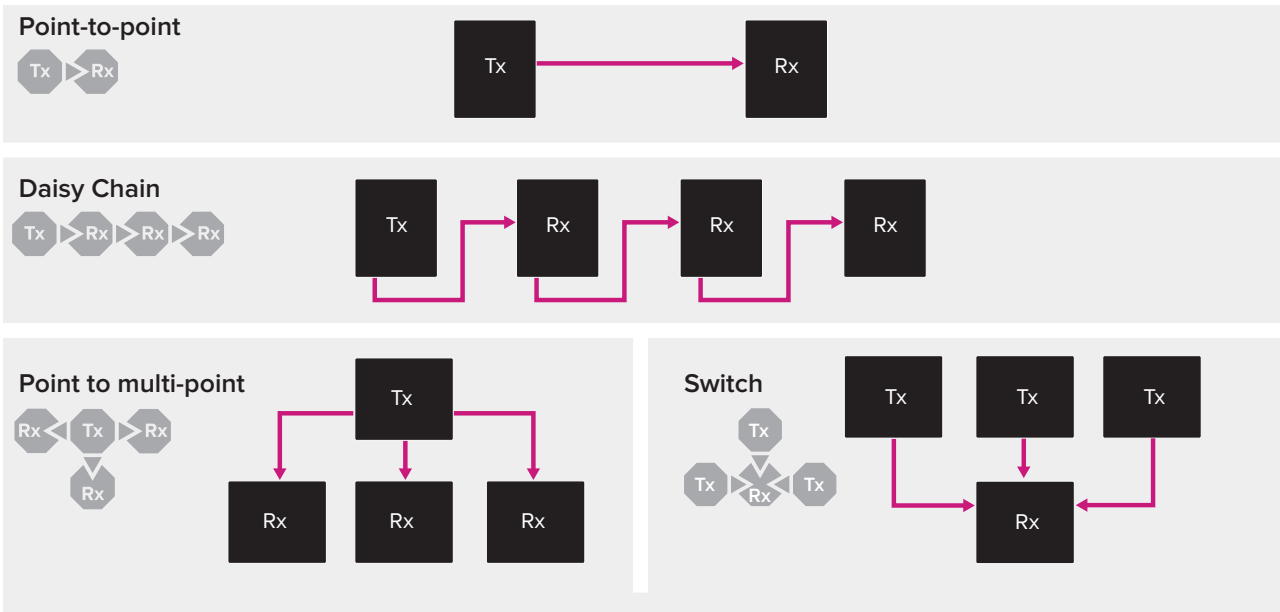 Point-to-point
Tx Rx
Tx Rx
Daisy Chain
Tx Rx Rx Rx
Tx Rx Rx Rx
Point to multi-point
Rx Tx Rx
Rx
Tx
Rx Rx Rx
Switch
Tx
Tx Rx Tx
Tx Tx Tx
Rx